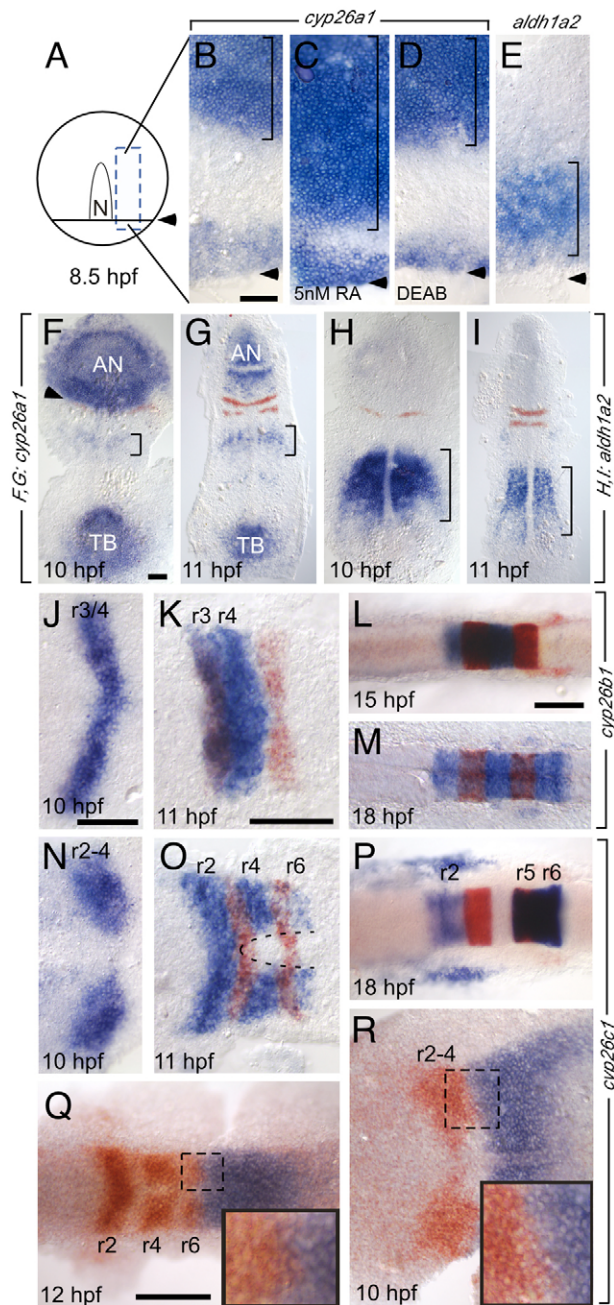 cyp26a1
aldh1a2
A
B
C
D
E
N
8.5 hpf
5nM RA
DEAB
F,G: cyp26a1
F
AN
TB
10 hpf
G
AN
TB
11 hpf
H
10 hpf
I
11 hpf
H,I: aldh1a2
J
r3/4
10 hpf
K
r3 r4
11 hpf
L
15 hpf
M
18 hpf
cyp26b1
N
r2-4
10 hpf
O
r2 r4 r6
11 hpf
P
r2 r5 r6
18 hpf
Q
r2 r4 r6
12 hpf
R
r2-4
10 hpf
cyp26c1